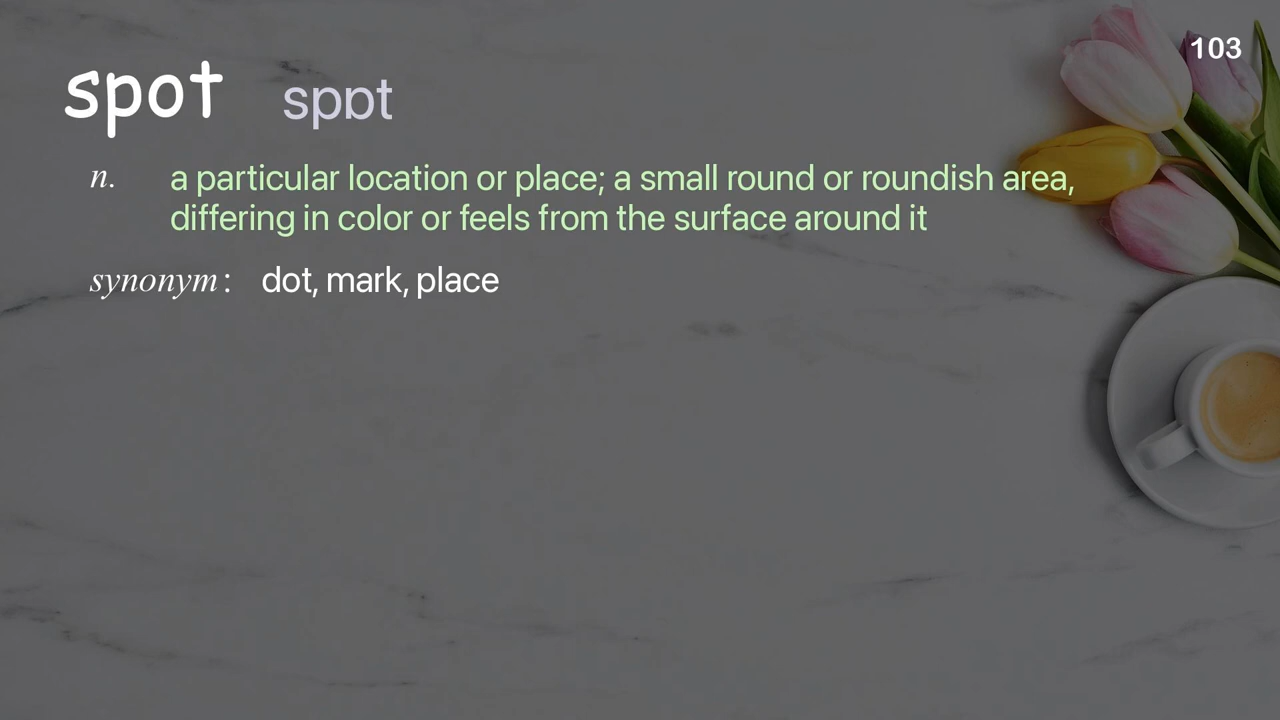 103
spot spɒt
n. a particular location or place; a small round or roundish area,
differing in color or feels from the surface around it
synonym: dot, mark, place